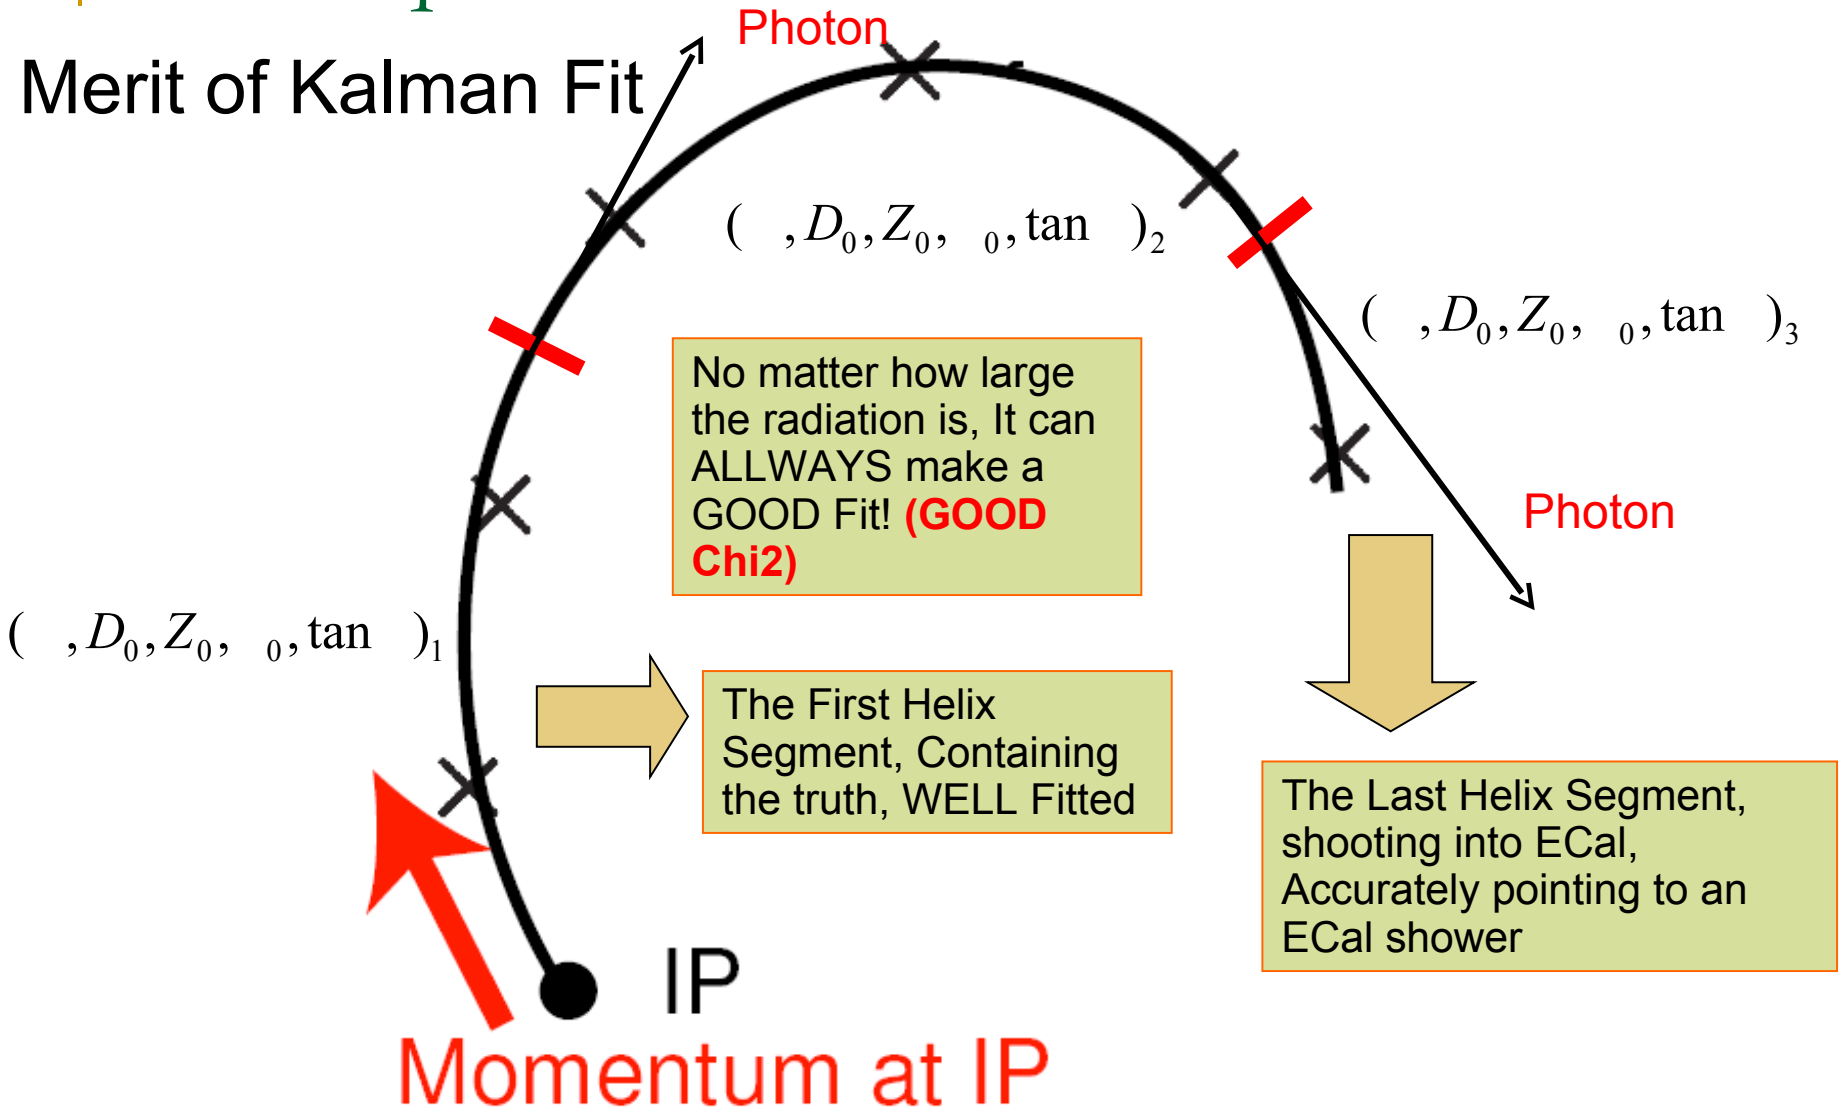 Merit of Kalman Fit
Photon
( , D₀, Z₀, ₀, tan )₂
( , D₀, Z₀, ₀, tan )₃
No matter how large
the radiation is, It can
ALLWAYS make a
GOOD Fit! (GOOD
Chi2)
Photon
( , D₀, Z₀, ₀, tan )₁
The First Helix
Segment, Containing
the truth, WELL Fitted
The Last Helix Segment,
shooting into ECal,
Accurately pointing to an
ECal shower
IP
Momentum at IP